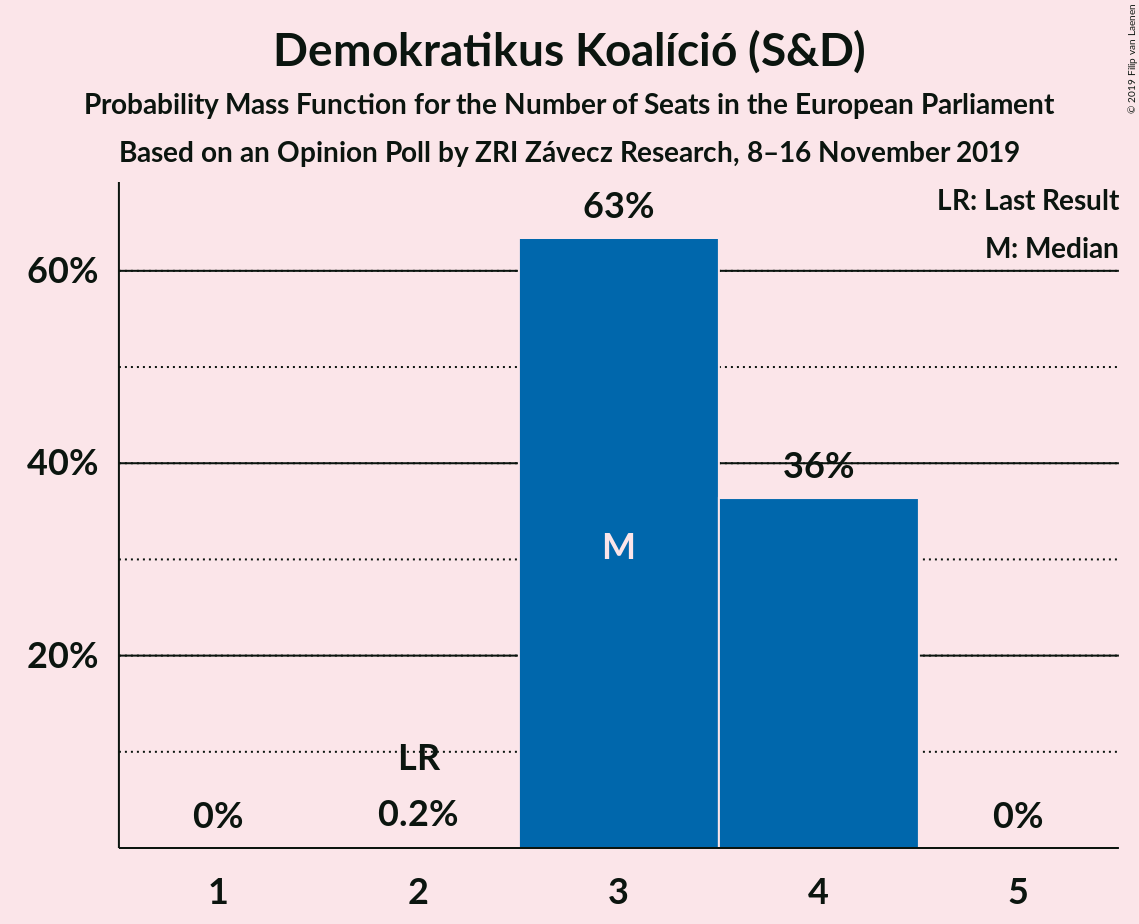 Demokratikus Koalíció (S&D)
Probability Mass Function for the Number of Seats in the European Parliament
Based on an Opinion Poll by ZRI Závecz Research, 8–16 November 2019
© 2019 Filip van Laenen
LR: Last Result
M: Median
63%
60%
40%
36%
M
20%
LR
0%
0.2%
0%
1
2
3
4
5